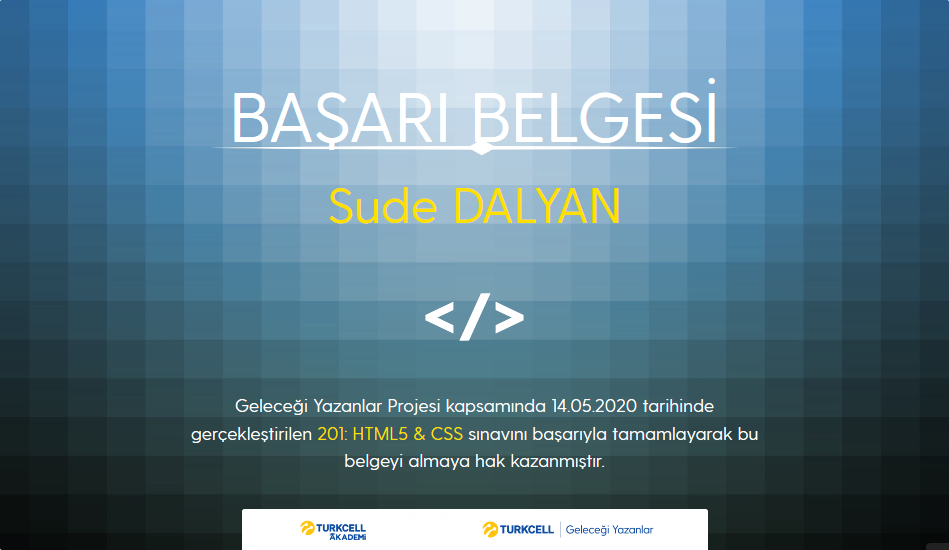 BAŞARI BELGESİ
Sude DALYAN
</>
Geleceği Yazanlar Projesi kapsamında 14.05.2020 tarihinde
gerçekleştirilen 201: HTML5 & CSS sınavını başarıyla tamamlayarak bu
belgeyi almaya hak kazanmıştır.
TURKCELL
AKADEMİ
TURKCELL | Geleceği Yazanlar